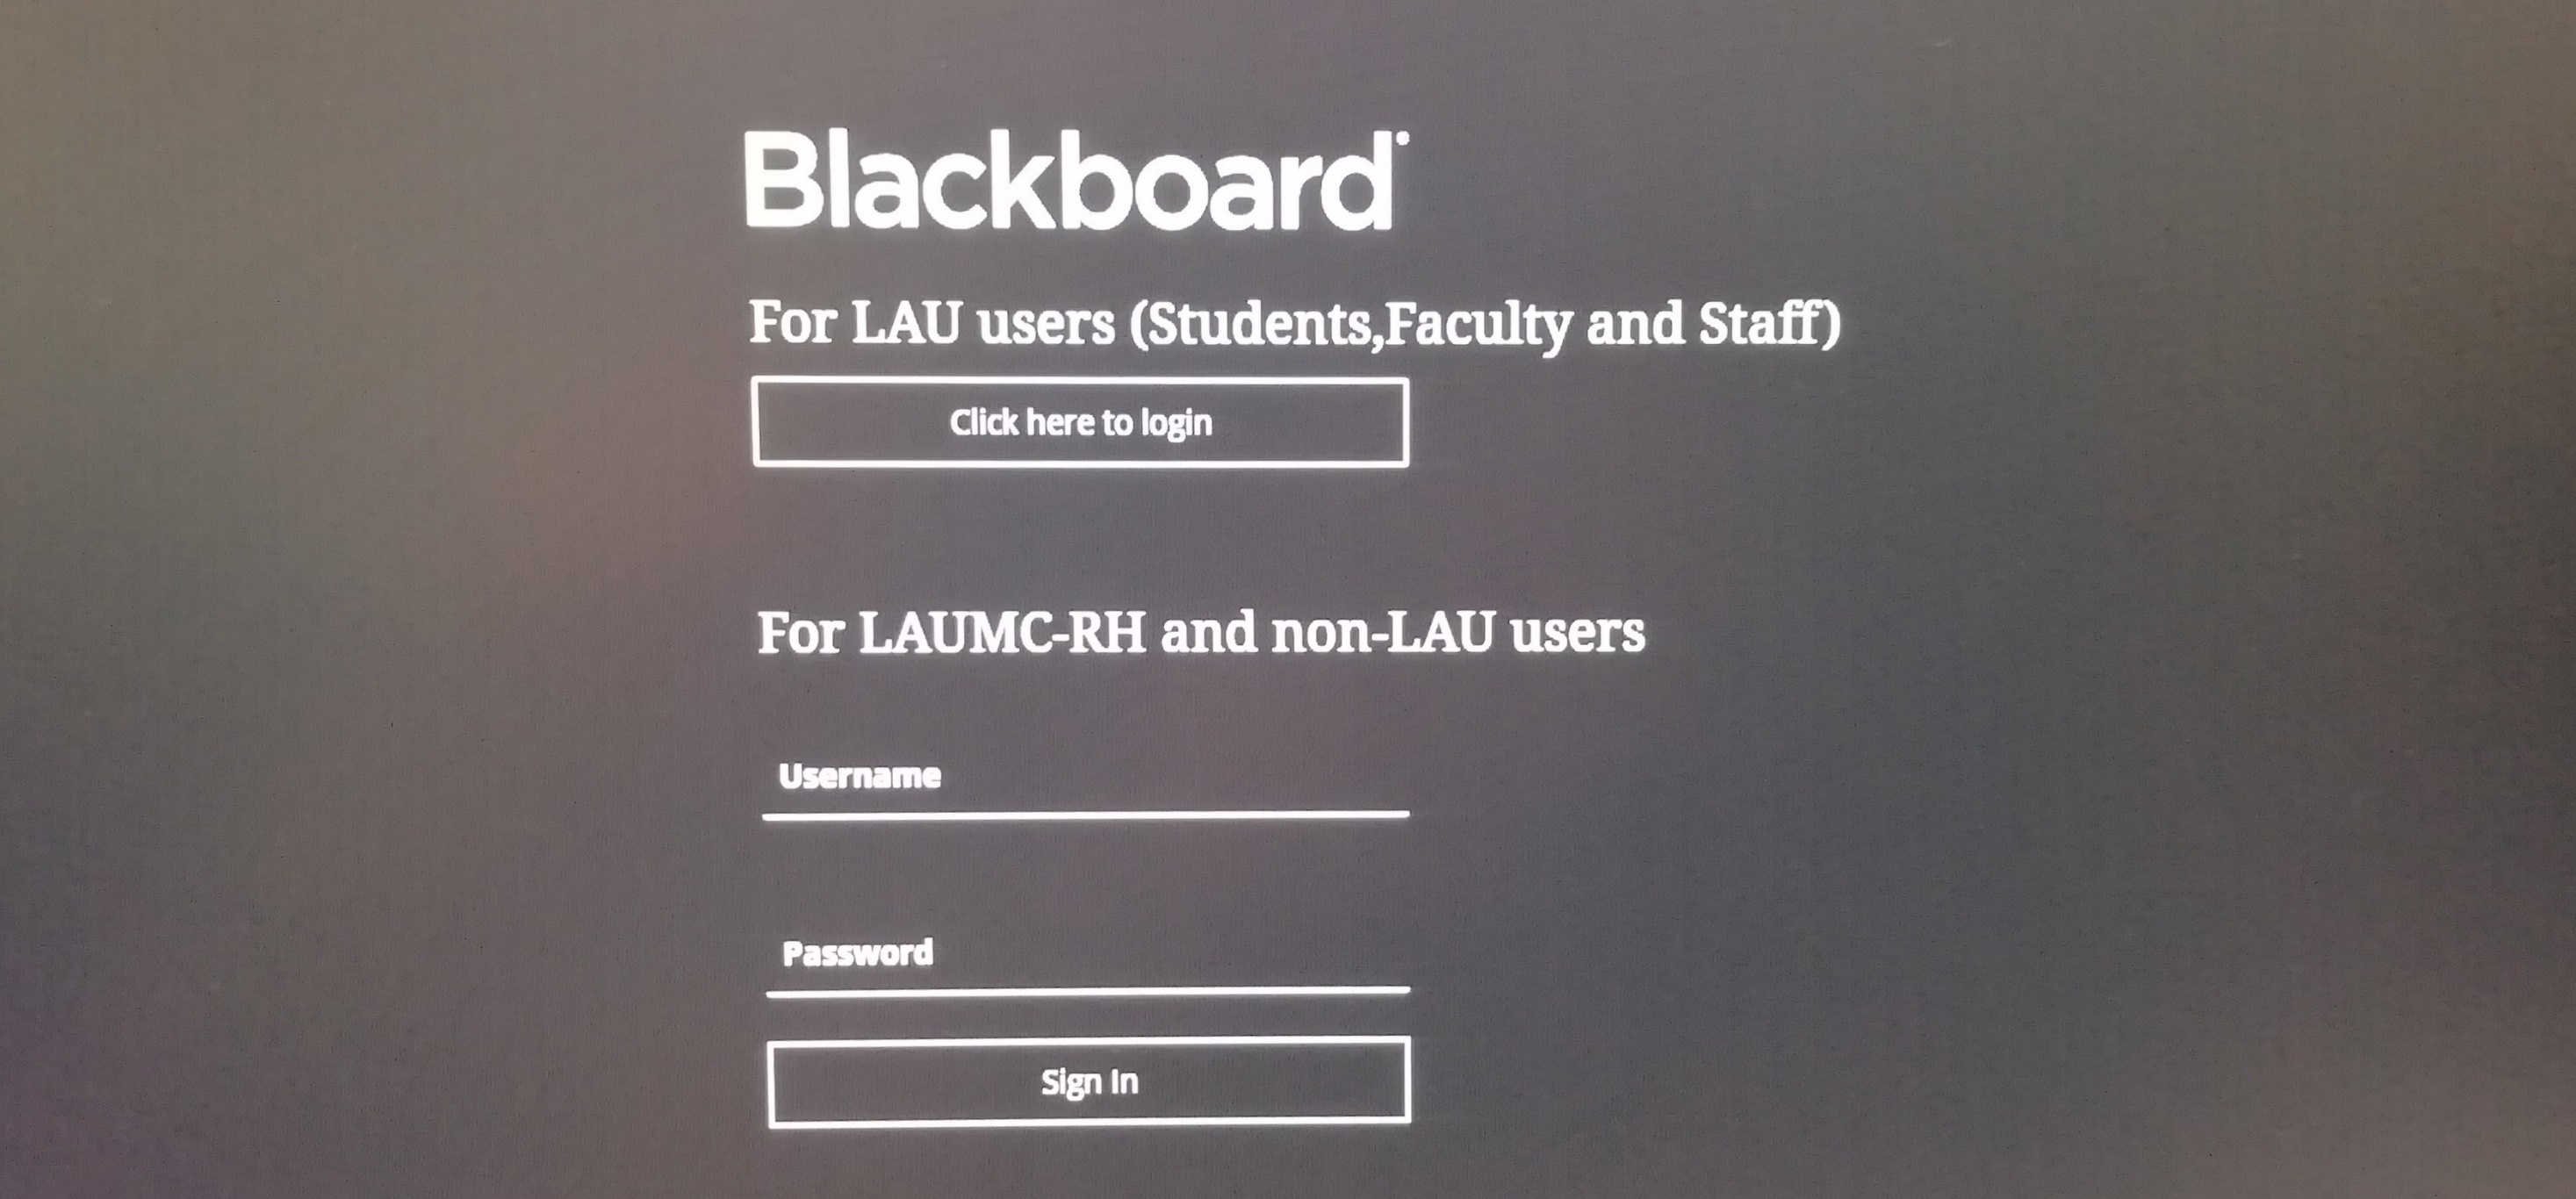 Blackboard
For LAU users (Students,Faculty and Staff)
Click here to login
For LAUMC-RH and non-LAU users
Username
Password
Sign In